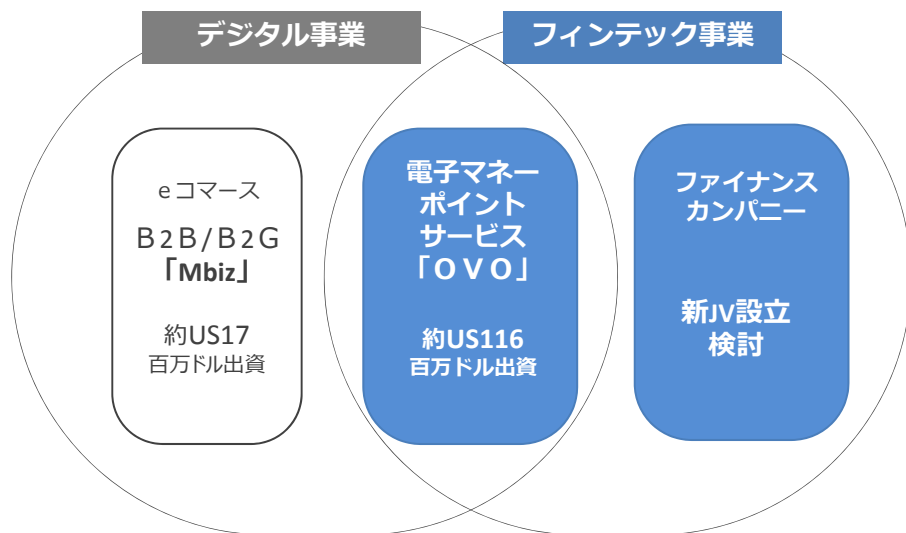 デジタル事業
フィンテック事業
eコマース
B2B/B2G
「Mbiz」
約US17
百万ドル出資
電子マネー
ポイント
サービス
「OVO」
約US116
百万ドル出資
ファイナンス
カンパニー
新JV設立
検討